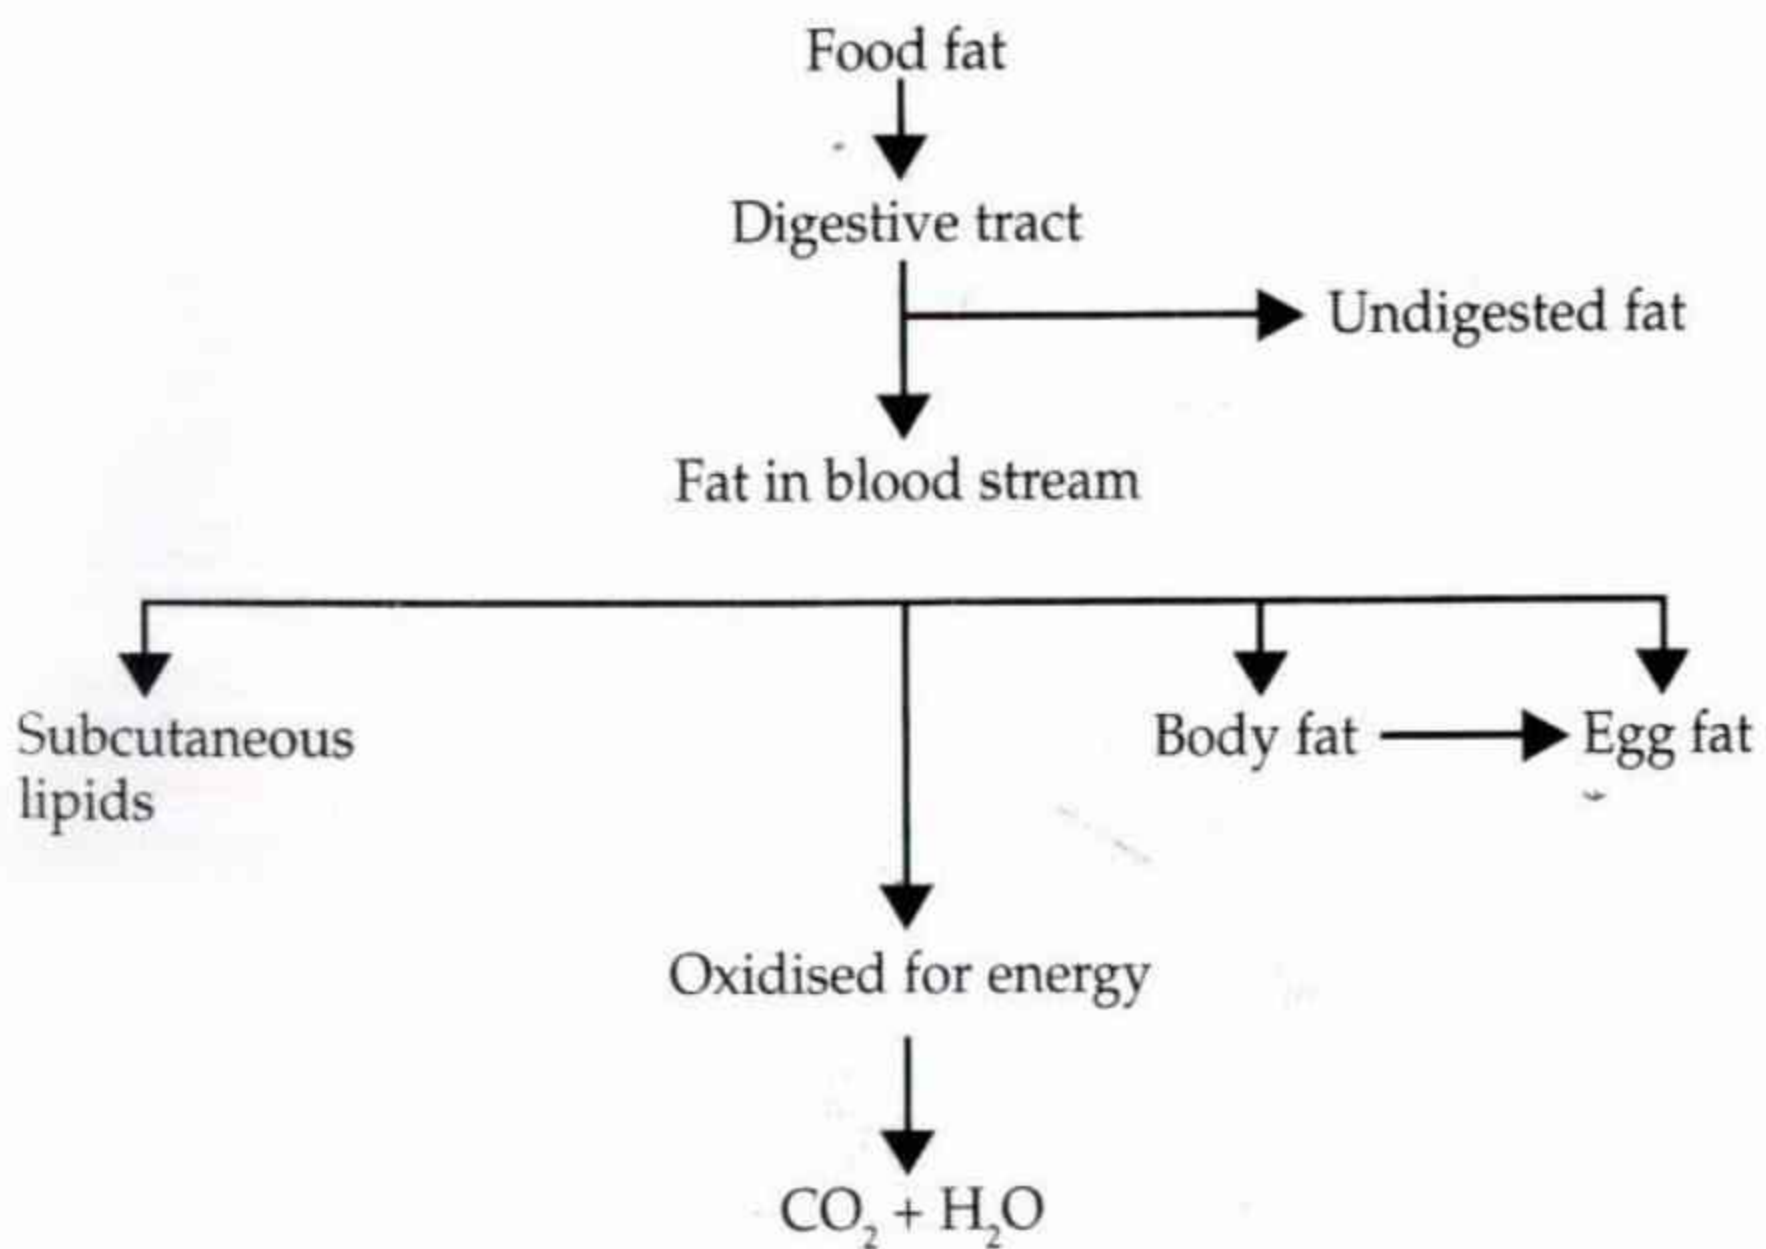 Food fat
Digestive tract
Undigested fat
Fat in blood stream
Subcutaneous
lipids
Body fat
Egg fat
Oxidised for energy
CO₂ + H₂O